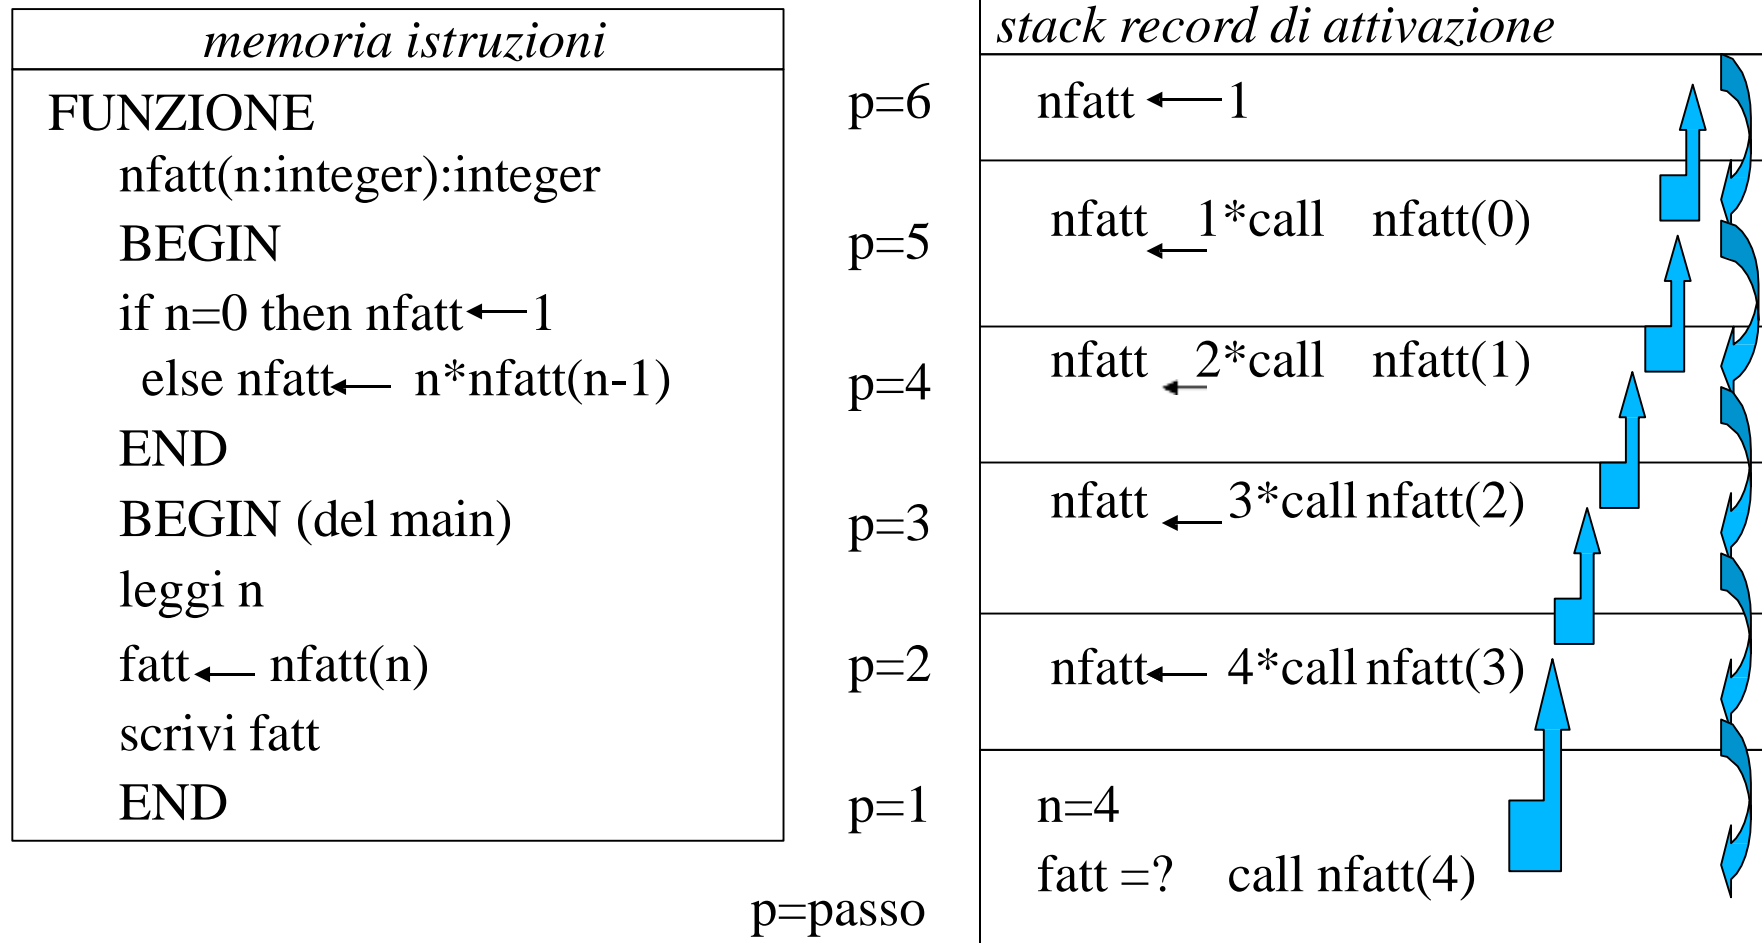 memoria istruzioni
FUNZIONE
nfatt(n:integer):integer
BEGIN
if n=0 then nfatt ← 1
else nfatt ← n*nfatt(n-1)
END
BEGIN (del main)
leggi n
fatt ← nfatt(n)
scrivi fatt
END
p=6
p=5
p=4
p=3
p=2
p=1
p=passo
stack record di attivazione
nfatt ← 1
nfatt ← 1*call nfatt(0)
nfatt ← 2*call nfatt(1)
nfatt ← 3*call nfatt(2)
nfatt ← 4*call nfatt(3)
n=4
fatt =? call nfatt(4)